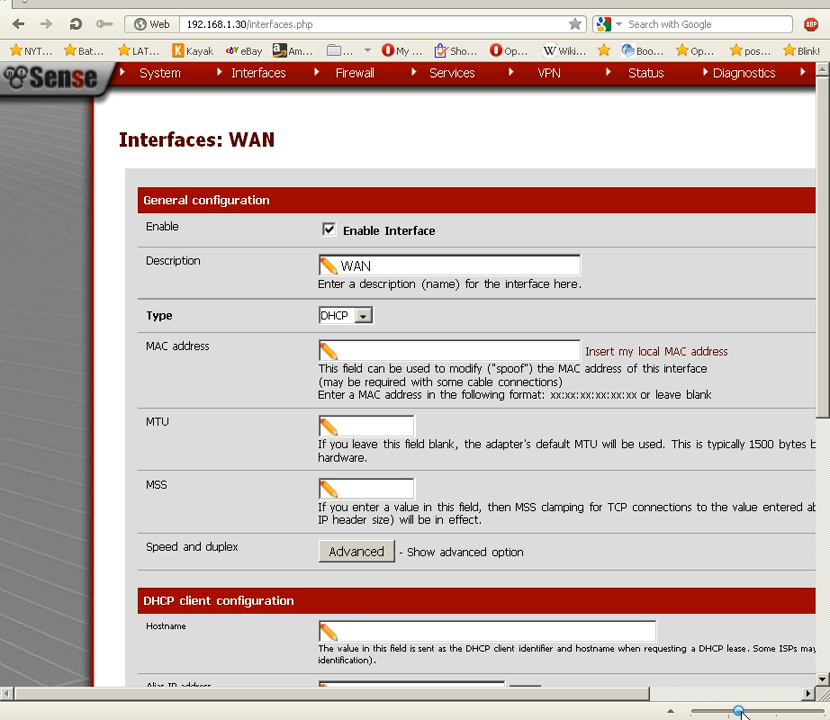 Web 192.168.1.30/interfaces.php Search with Google ABP
NYT... Bat... LAT... K Kayak eBay a Am... My ... Sho... Op... W Wiki... Boo... Op... pos... Blink!
Sense System Interfaces Firewall Services VPN Status Diagnostics
Interfaces: WAN
General configuration
Enable Enable Interface
Description WAN
Enter a description (name) for the interface here.
Type DHCP
MAC address Insert my local MAC address
This field can be used to modify ("spoof") the MAC address of this interface
(may be required with some cable connections)
Enter a MAC address in the following format: xx:xx:xx:xx:xx:xx or leave blank
MTU
If you leave this field blank, the adapter's default MTU will be used. This is typically 1500 bytes b
hardware.
MSS
If you enter a value in this field, then MSS clamping for TCP connections to the value entered ab
IP header size) will be in effect.
Speed and duplex Advanced - Show advanced option
DHCP client configuration
Hostname
The value in this field is sent as the DHCP client identifier and hostname when requesting a DHCP lease. Some ISPs may
identification).
Alias IP address